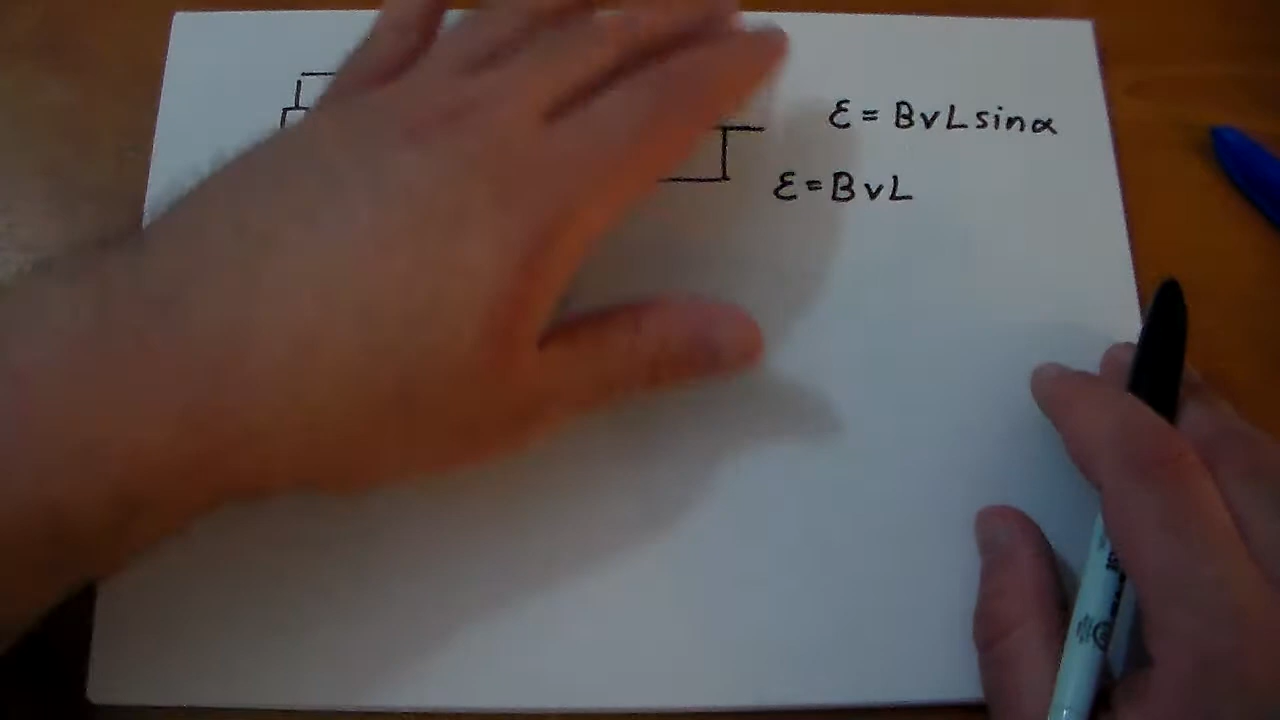 Ɛ = BvLsinα
Ɛ = BvL